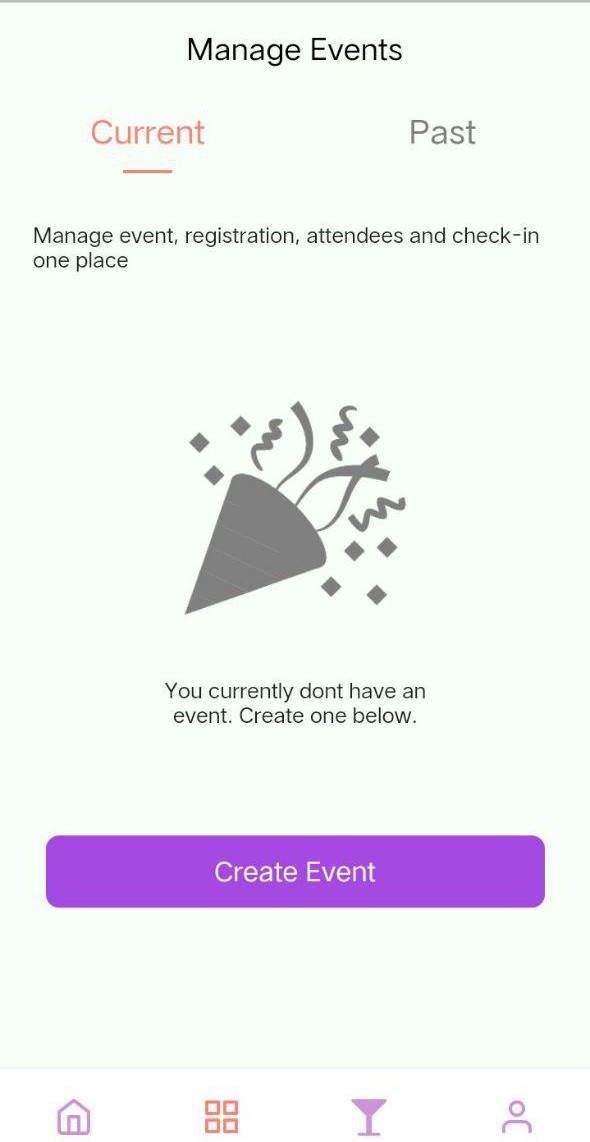 Manage Events
Current
Past
Manage event, registration, attendees and check-in
one place
You currently dont have an
event. Create one below.
Create Event